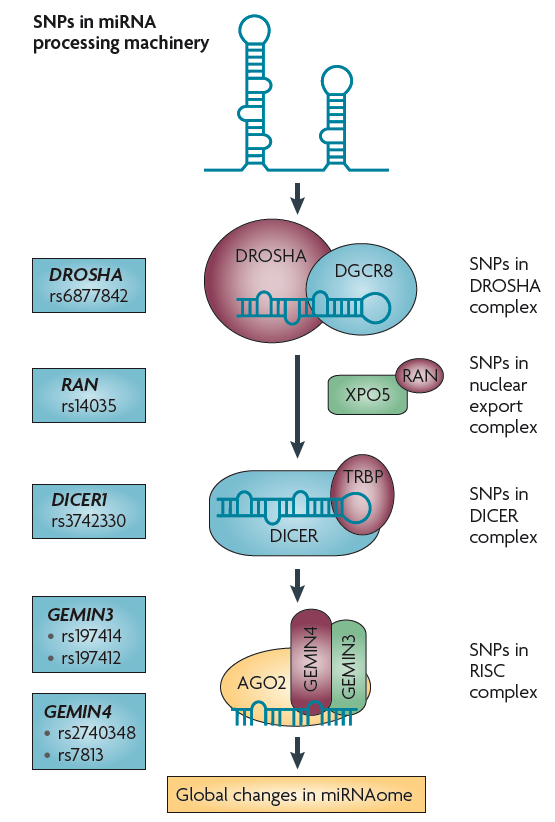 SNPs in miRNA
processing machinery
DROSHA
rs6877842
DROSHA
DGCR8
SNPs in
DROSHA
complex
RAN
rs14035
XPO5
RAN
SNPs in
nuclear
export
complex
DICER1
rs3742330
TRBP
DICER
SNPs in
DICER
complex
GEMIN3
• rs197414
• rs197412
GEMIN4
• rs2740348
• rs7813
AGO2
GEMIN4
GEMIN3
SNPs in
RISC
complex
Global changes in miRNAome